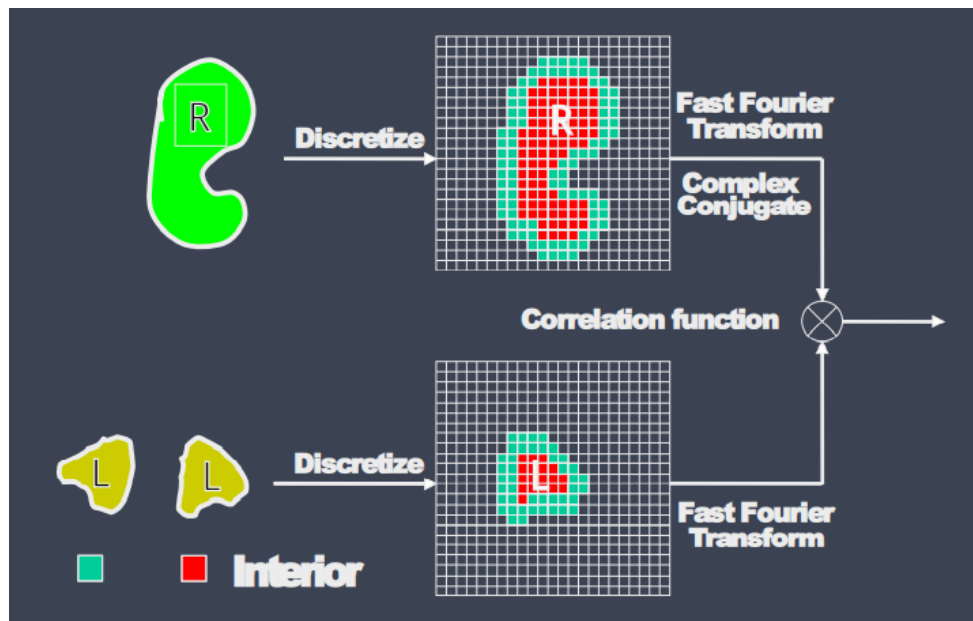 R
Discretize
R
Fast Fourier
Transform
Complex
Conjugate
Correlation function
L
L
Discretize
L
Fast Fourier
Transform
Interior